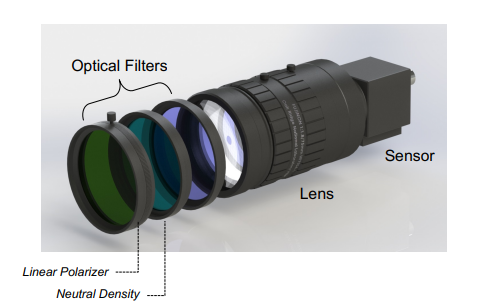 Optical Filters
Sensor
Lens
Linear Polarizer
Neutral Density